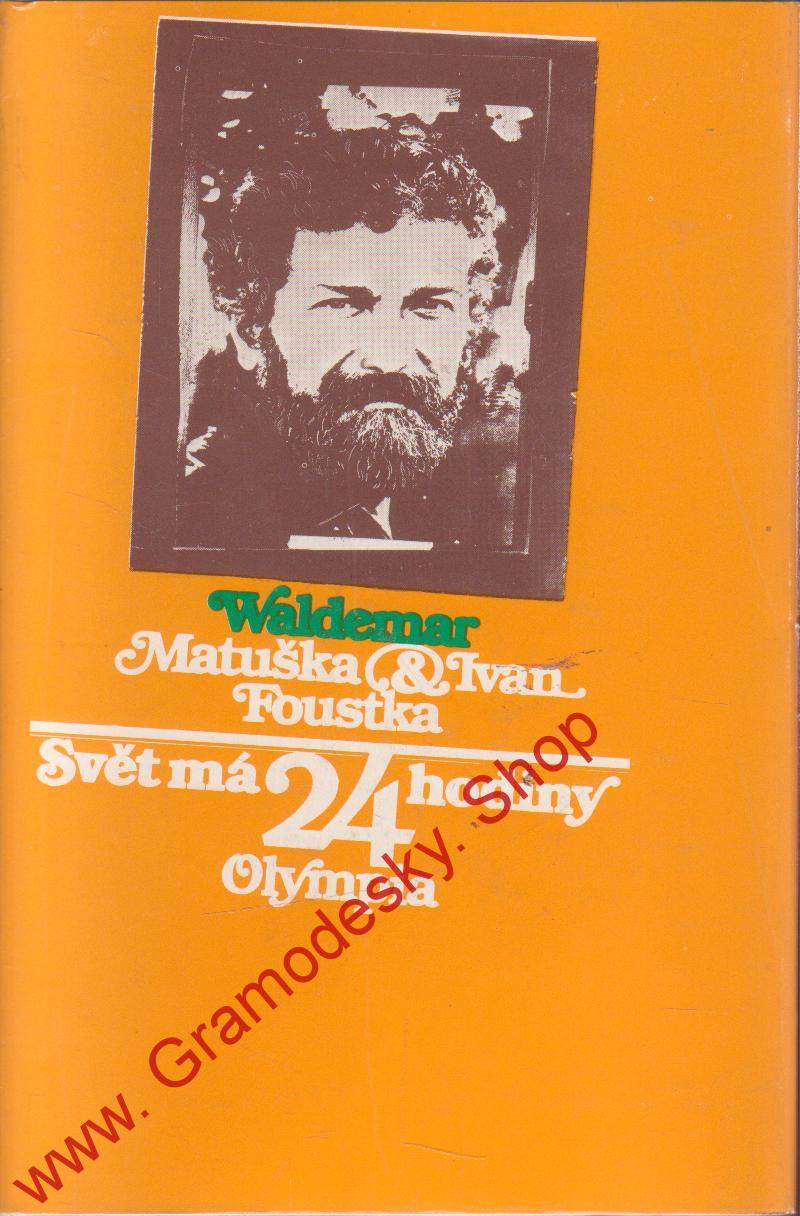 Waldemar
Matuška & Ivan
Foustka
Svět má 24 hodiny
Olympia
www. Gramodesky. Shop